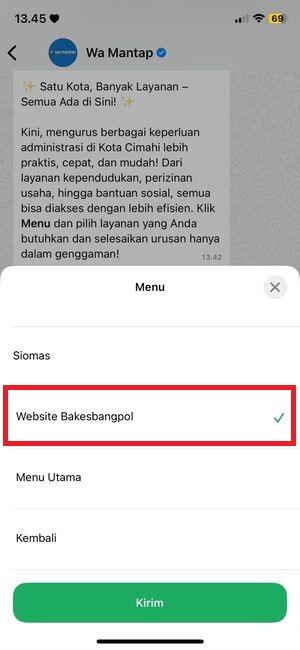 13.45
69
wa mantap
Wa Mantap
✨ Satu Kota, Banyak Layanan –
Semua Ada di Sini! ✨
Kini, mengurus berbagai keperluan
administrasi di Kota Cimahi lebih
praktis, cepat, dan mudah! Dari
layanan kependudukan, perizinan
usaha, hingga bantuan sosial, semua
bisa diakses dengan lebih efisien. Klik
Menu dan pilih layanan yang Anda
butuhkan dan selesaikan urusan hanya
dalam genggaman!
13.42
Menu
Siomas
Website Bakesbangpol
Menu Utama
Kembali
Kirim